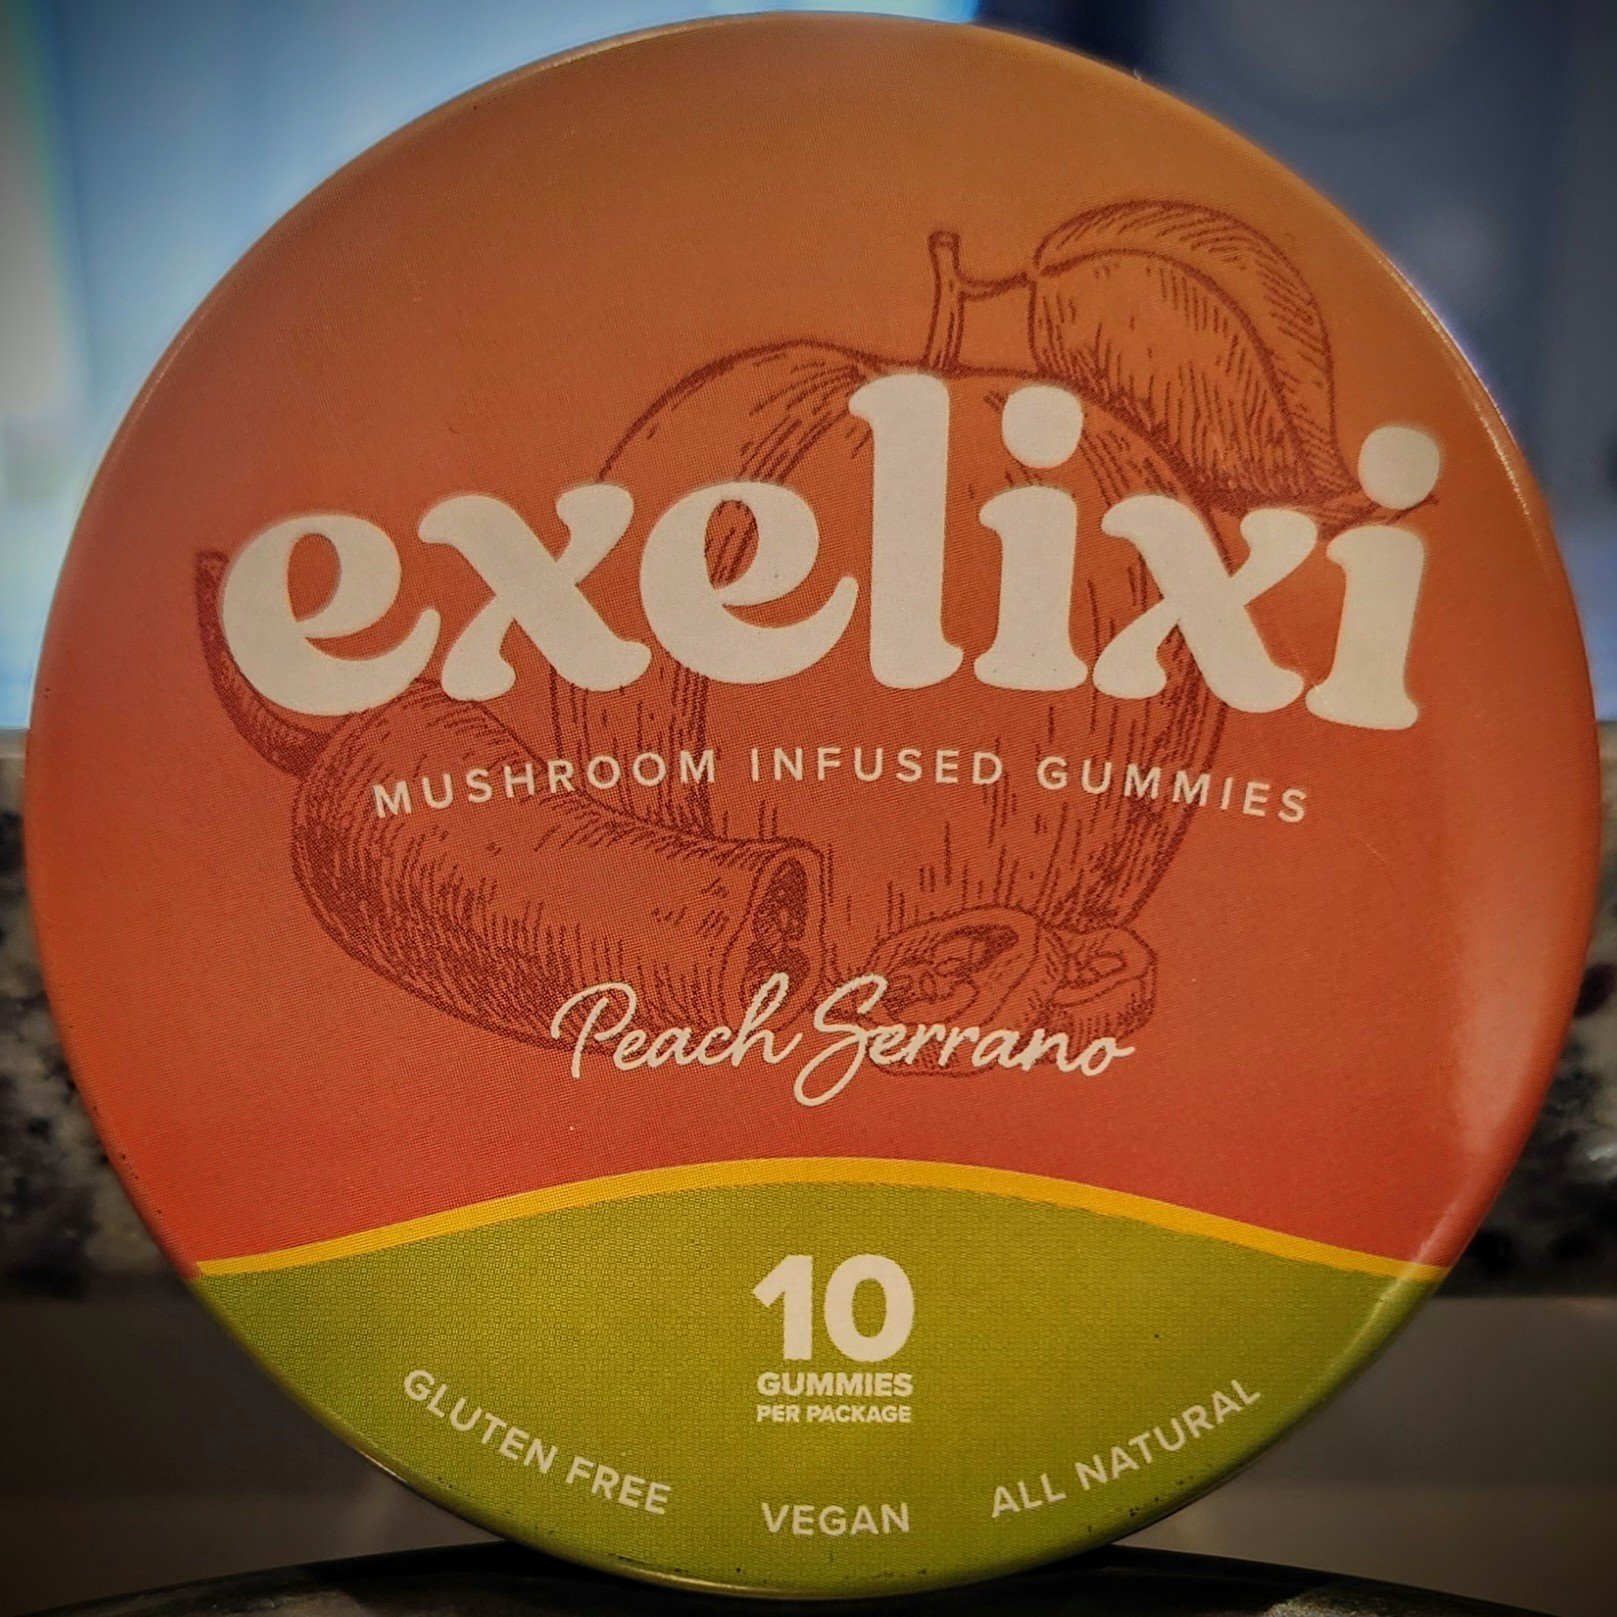 exelixi
MUSHROOM INFUSED GUMMIES
Peach Serrano
10
GUMMIES
PER PACKAGE
GLUTEN FREE
VEGAN
ALL NATURAL